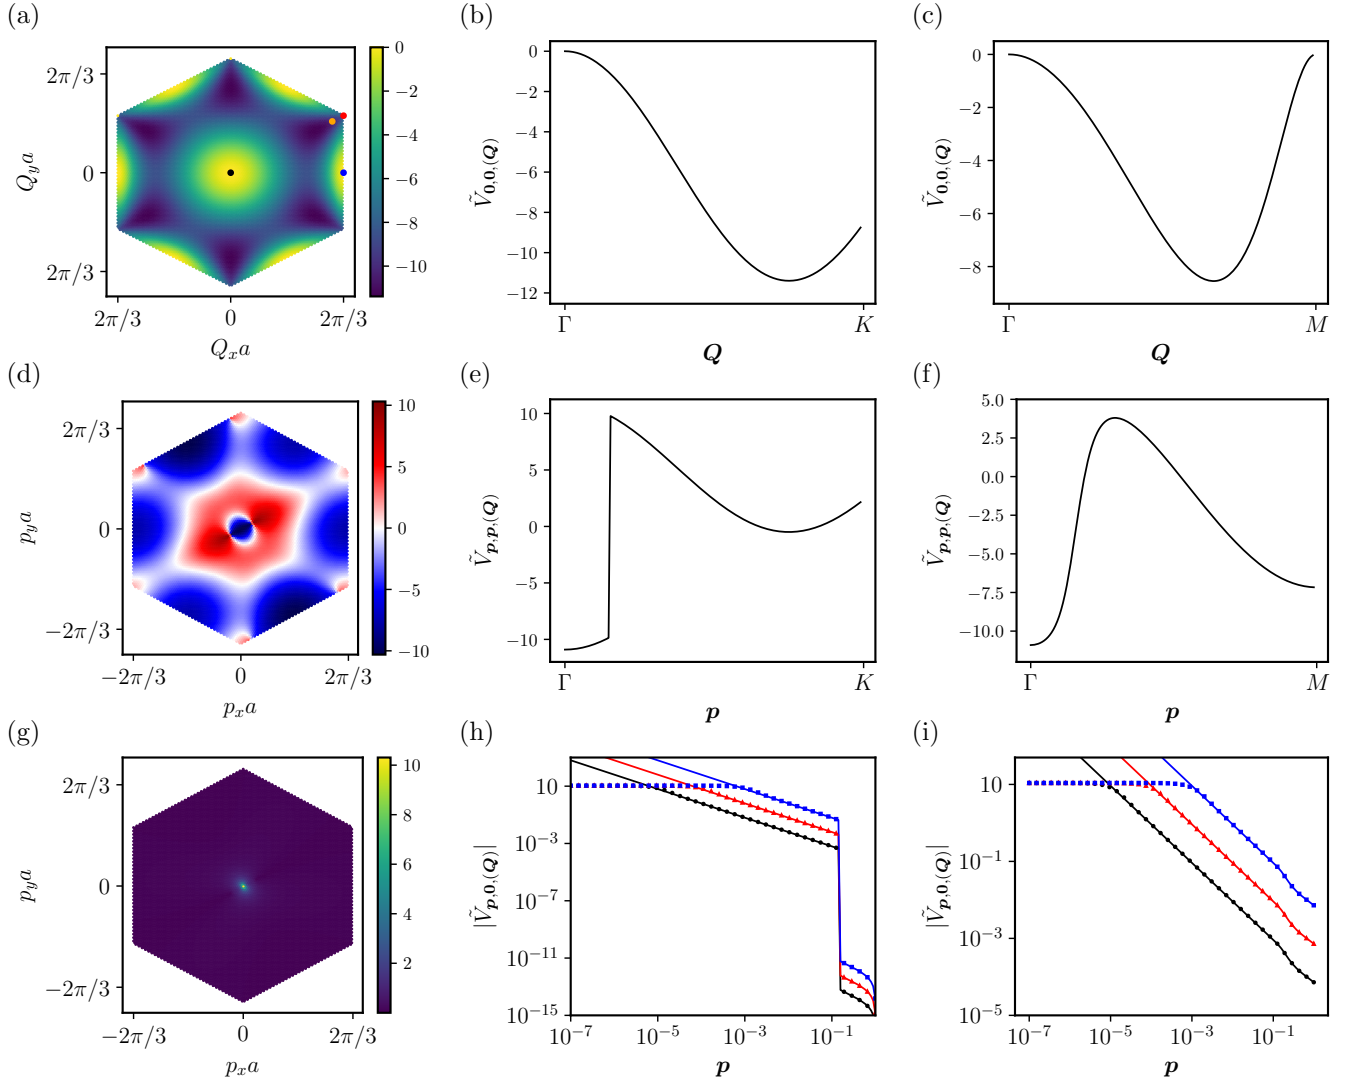 (a)
2π/3
0
2π/3
Q_y a
2π/3
0
2π/3
Q_x a
0
−2
−4
−6
−8
−10
(b)
0
−2
−4
−6
−8
−10
−12
Ṽ_{0,0,(Q)}
Γ
K
Q
(c)
0
−2
−4
−6
−8
Ṽ_{0,0,(Q)}
Γ
M
Q
(d)
2π/3
0
−2π/3
p_y a
−2π/3
0
2π/3
p_x a
10
5
0
−5
−10
(e)
10
5
0
−5
−10
Ṽ_{p,p,(Q)}
Γ
K
p
(f)
5.0
2.5
0.0
−2.5
−5.0
−7.5
−10.0
Ṽ_{p,p,(Q)}
Γ
M
p
(g)
2π/3
0
−2π/3
p_y a
−2π/3
0
2π/3
p_x a
10
8
6
4
2
(h)
10
10^{−3}
10^{−7}
10^{−11}
10^{−15}
|Ṽ_{p,0,(Q)}|
10^{−7}
10^{−5}
10^{−3}
10^{−1}
p
(i)
10
10^{−1}
10^{−3}
10^{−5}
|Ṽ_{p,0,(Q)}|
10^{−7}
10^{−5}
10^{−3}
10^{−1}
p